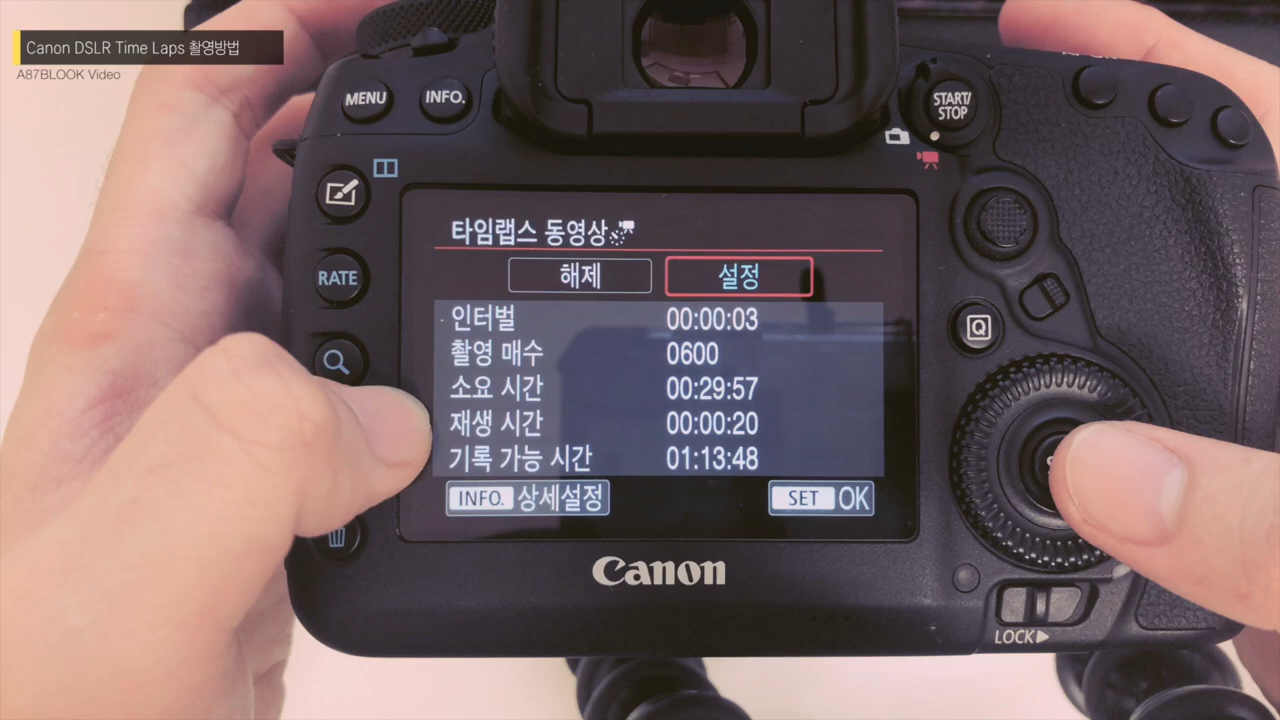 Canon DSLR Time Laps 촬영방법
A87BLOOK Video
MENU
INFO.
START/
STOP
RATE
타임랩스 동영상
해제 설정
인터벌 00:00:03
촬영 매수 0600
소요 시간 00:29:57
재생 시간 00:00:20
기록 가능 시간 01:13:48
INFO. 상세설정 SET OK
Q
Canon
LOCK▶